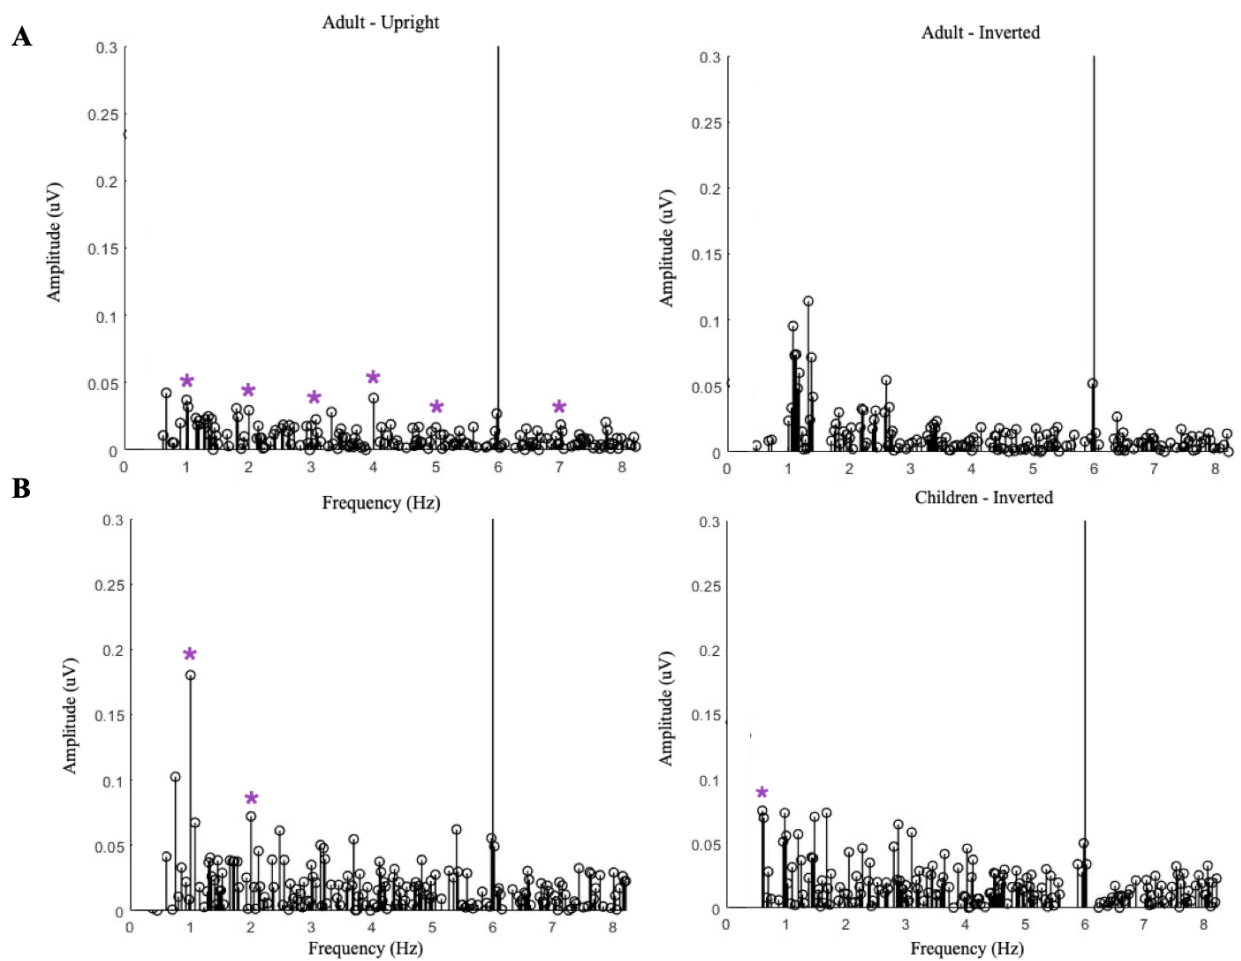 A
Adult - Upright
0.3
0.25
0.2
0.15
0.1
0.05
0
Amplitude (uV)
0 1 2 3 4 5 6 7 8
Adult - Inverted
0.3
0.25
0.2
0.15
0.1
0.05
0
Amplitude (uV)
0 1 2 3 4 5 6 7 8
B
Frequency (Hz)
0.3
0.25
0.2
0.15
0.1
0.05
0
Amplitude (uV)
0 1 2 3 4 5 6 7 8
Frequency (Hz)
Children - Inverted
0.3
0.25
0.2
0.15
0.1
0.05
0
Amplitude (uV)
0 1 2 3 4 5 6 7 8
Frequency (Hz)